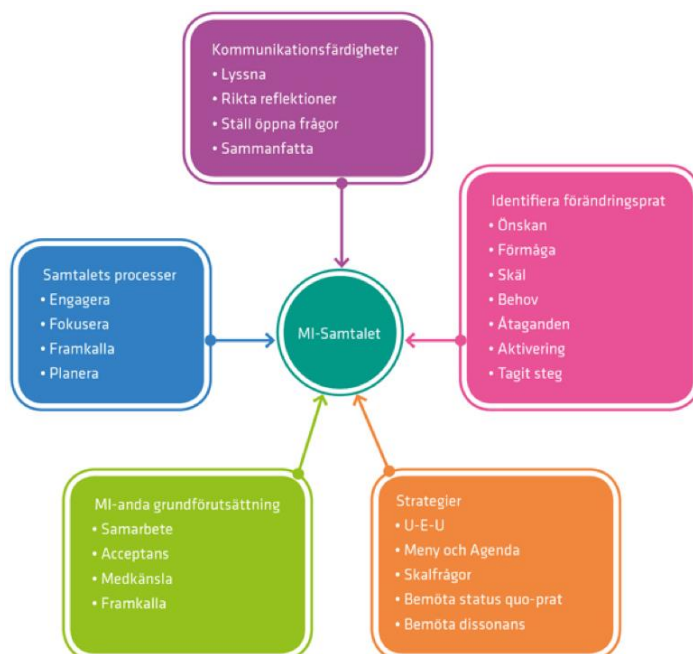 Kommunikationsfärdigheter
• Lyssna
• Rikta reflektioner
• Ställ öppna frågor
• Sammanfatta
Identifiera förändringsprat
• Önskan
• Förmåga
• Skäl
• Behov
• Åtaganden
• Aktivering
• Tagit steg
Samtalets processer
• Engagera
• Fokusera
• Framkalla
• Planera
MI-Samtalet
MI-anda grundförutsättning
• Samarbete
• Acceptans
• Medkänsla
• Framkalla
Strategier
• U-E-U
• Meny och Agenda
• Skalfrågor
• Bemöta status quo-prat
• Bemöta dissonans